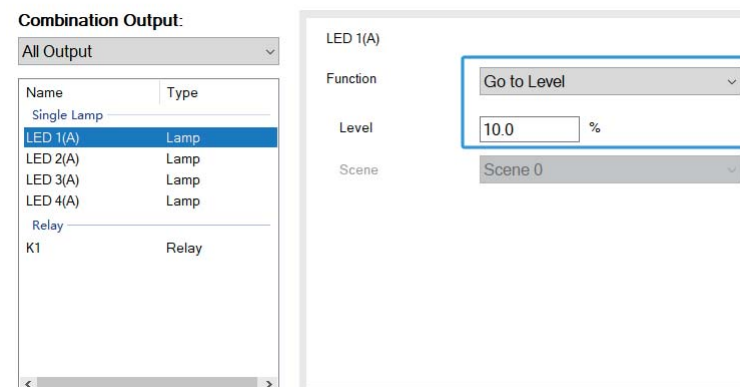 Combination Output:
All Output
Name Type
Single Lamp
LED 1(A) Lamp
LED 2(A) Lamp
LED 3(A) Lamp
LED 4(A) Lamp
Relay
K1 Relay
LED 1(A)
Function Go to Level
Level 10.0 %
Scene Scene 0